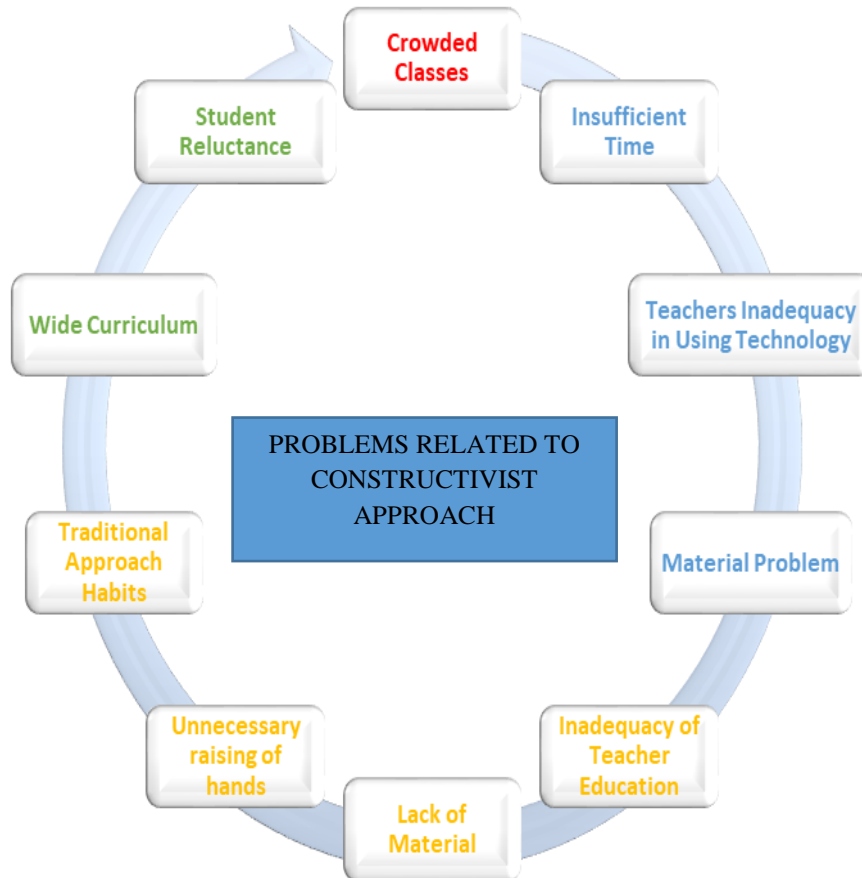 Crowded
Classes
Insufficient
Time
Teachers Inadequacy
in Using Technology
Material Problem
Inadequacy of
Teacher
Education
Lack of
Material
Unnecessary
raising of
hands
Traditional
Approach
Habits
Wide Curriculum
Student
Reluctance
PROBLEMS RELATED TO
CONSTRUCTIVIST
APPROACH